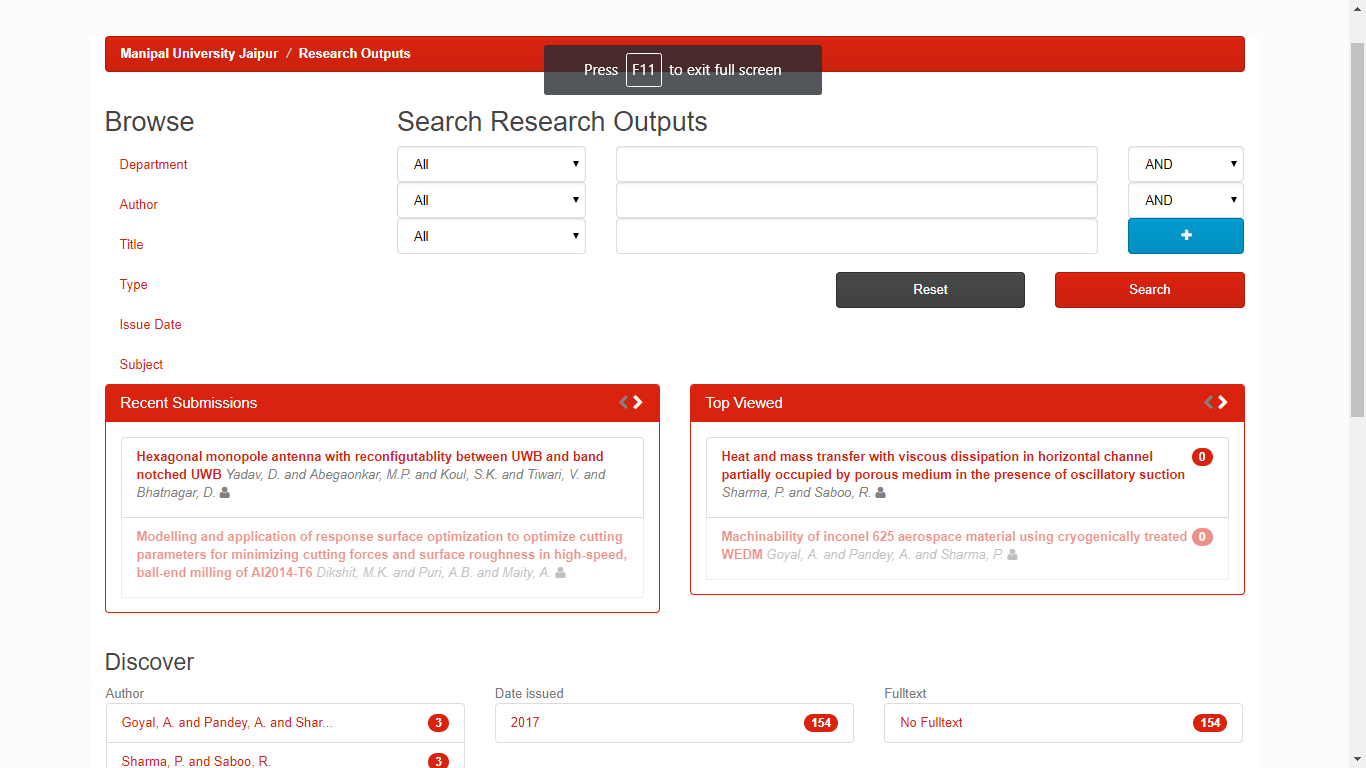 Manipal University Jaipur / Research Outputs
Press F11 to exit full screen
Browse
Department
Author
Title
Type
Issue Date
Subject
Search Research Outputs
All AND
All AND
All +
Reset Search
Recent Submissions
Hexagonal monopole antenna with reconfigutablity between UWB and band
notched UWB Yadav, D. and Abegaonkar, M.P. and Koul, S.K. and Tiwari, V. and
Bhatnagar, D.
Modelling and application of response surface optimization to optimize cutting
parameters for minimizing cutting forces and surface roughness in high-speed,
ball-end milling of Al2014-T6 Dikshit, M.K. and Puri, A.B. and Maity, A.
Top Viewed
Heat and mass transfer with viscous dissipation in horizontal channel 0
partially occupied by porous medium in the presence of oscillatory suction
Sharma, P. and Saboo, R.
Machinability of inconel 625 aerospace material using cryogenically treated 0
WEDM Goyal, A. and Pandey, A. and Sharma, P.
Discover
Author
Goyal, A. and Pandey, A. and Shar... 3
Sharma, P. and Saboo, R. 3
Date issued
2017 154
Fulltext
No Fulltext 154